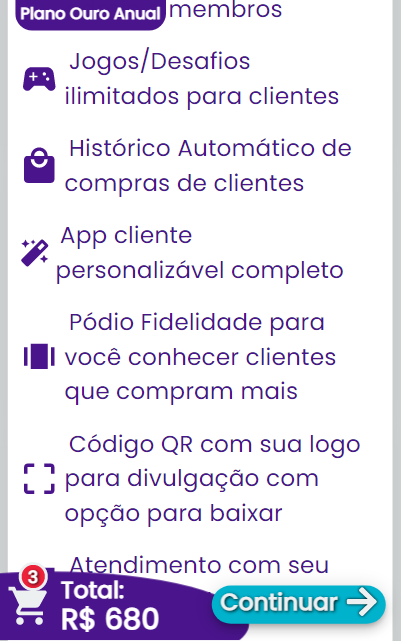 Plano Ouro Anual
membros
Jogos/Desafios
ilimitados para clientes
Histórico Automático de
compras de clientes
App cliente
personalizável completo
Pódio Fidelidade para
você conhecer clientes
que compram mais
Código QR com sua logo
para divulgação com
opção para baixar
Atendimento com seu
3
Total:
R$ 680
Continuar